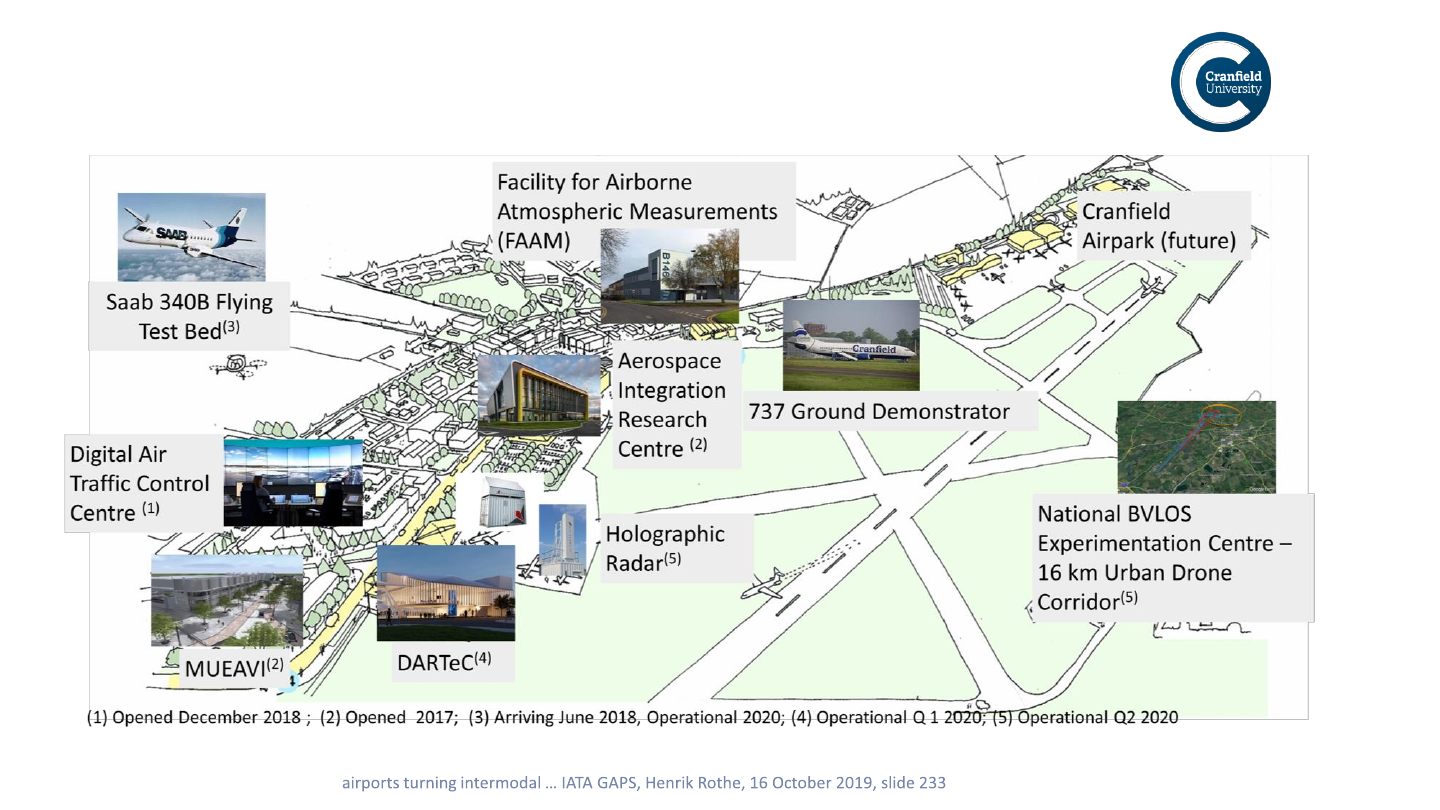 Cranfield
University
Facility for Airborne
Atmospheric Measurements
(FAAM)
B146
Cranfield
Airpark (future)
SAAB
Saab 340B Flying
Test Bed(3)
Cranfield
737 Ground Demonstrator
Aerospace
Integration
Research
Centre (2)
Digital Air
Traffic Control
Centre (1)
Holographic
Radar(5)
National BVLOS
Experimentation Centre –
16 km Urban Drone
Corridor(5)
MUEAVI(2)
DARTeC(4)
(1) Opened December 2018 ; (2) Opened 2017; (3) Arriving June 2018, Operational 2020; (4) Operational Q 1 2020; (5) Operational Q2 2020
airports turning intermodal … IATA GAPS, Henrik Rothe, 16 October 2019, slide 233